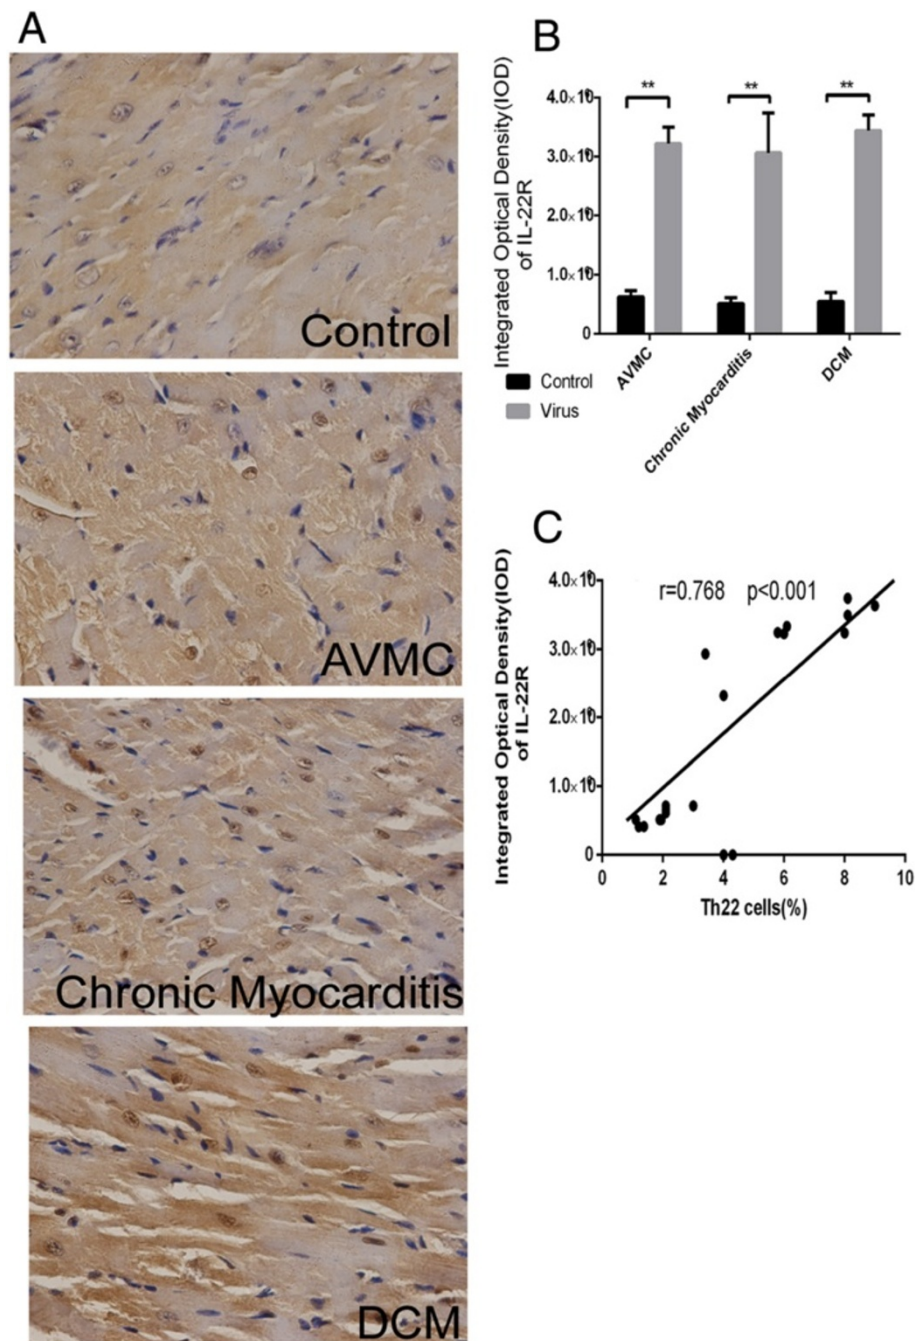 A
Control
AVMC
Chronic Myocarditis
DCM
B
Integrated Optical Density(IOD)
of IL-22R
**
**
**
0
AVMC
Chronic Myocarditis
DCM
Control
Virus
C
Integrated Optical Density(IOD)
of IL-22R
r=0.768 p<0.001
0
0 2 4 6 8 10
Th22 cells(%)